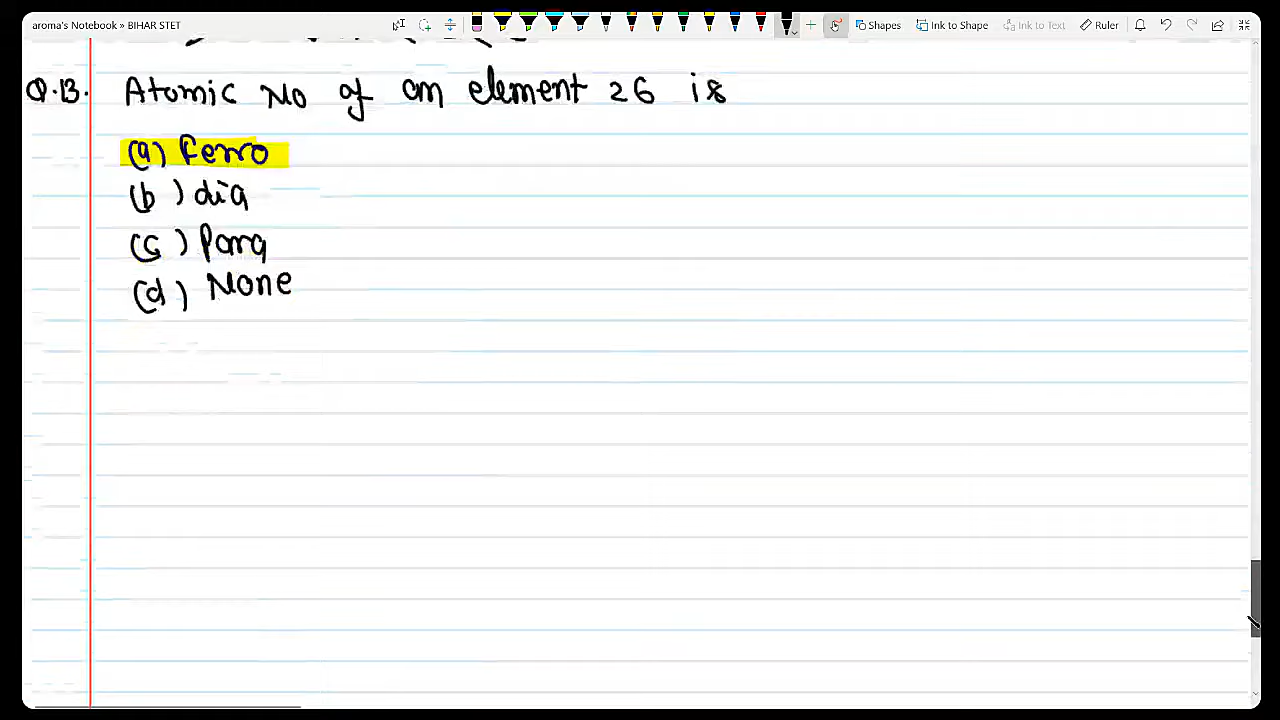 aroma's Notebook » BIHAR STET
Shapes Ink to Shape Ink to Text Ruler
Q.13. Atomic No of an element 26 is
(a) Ferro
(b) dia
(c) Para
(d) None